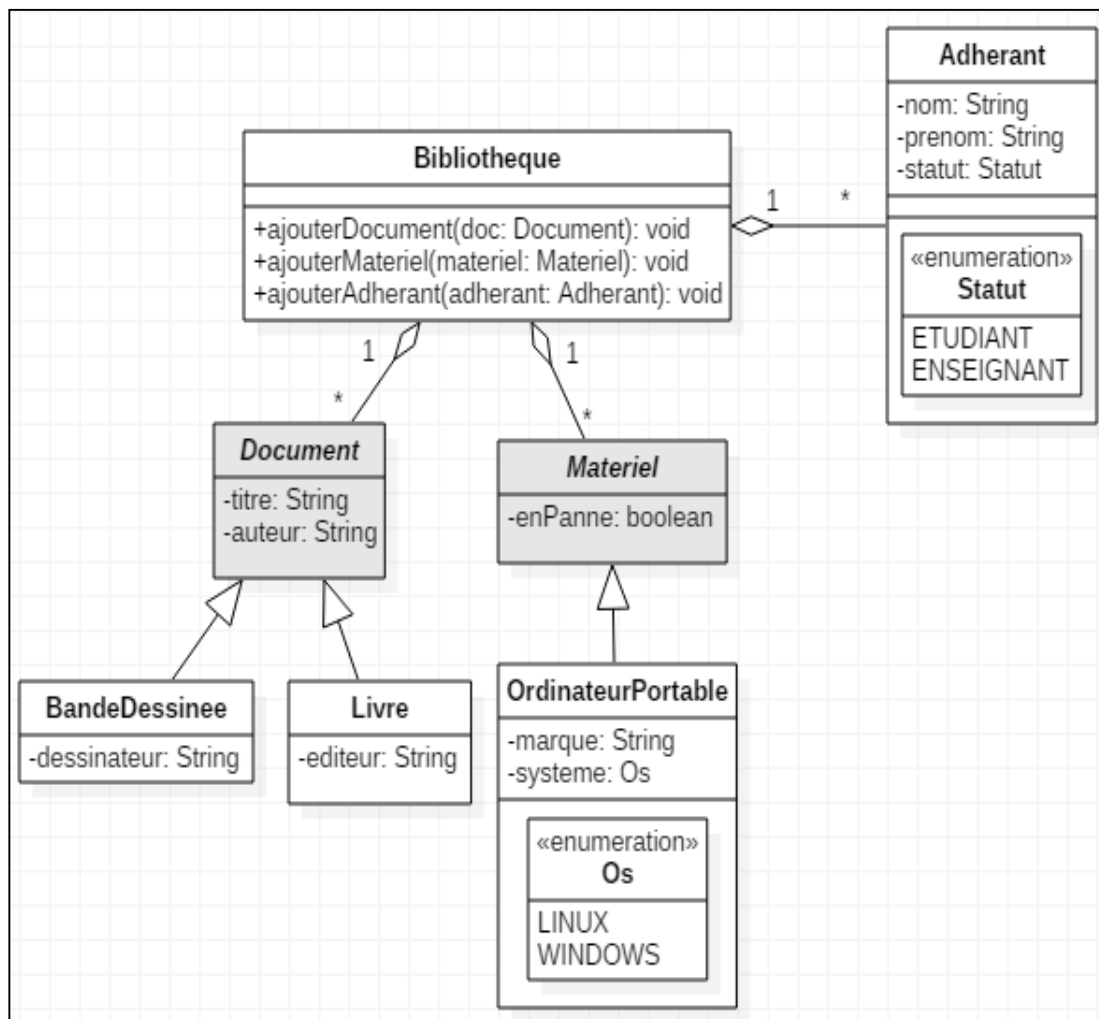 Adherant
-nom: String
-prenom: String
-statut: Statut
«enumeration»
Statut
ETUDIANT
ENSEIGNANT
Bibliotheque
+ajouterDocument(doc: Document): void
+ajouterMateriel(materiel: Materiel): void
+ajouterAdherant(adherant: Adherant): void
1
*
1
*
1
*
Document
-titre: String
-auteur: String
Materiel
-enPanne: boolean
BandeDessinee
-dessinateur: String
Livre
-editeur: String
OrdinateurPortable
-marque: String
-systeme: Os
«enumeration»
Os
LINUX
WINDOWS